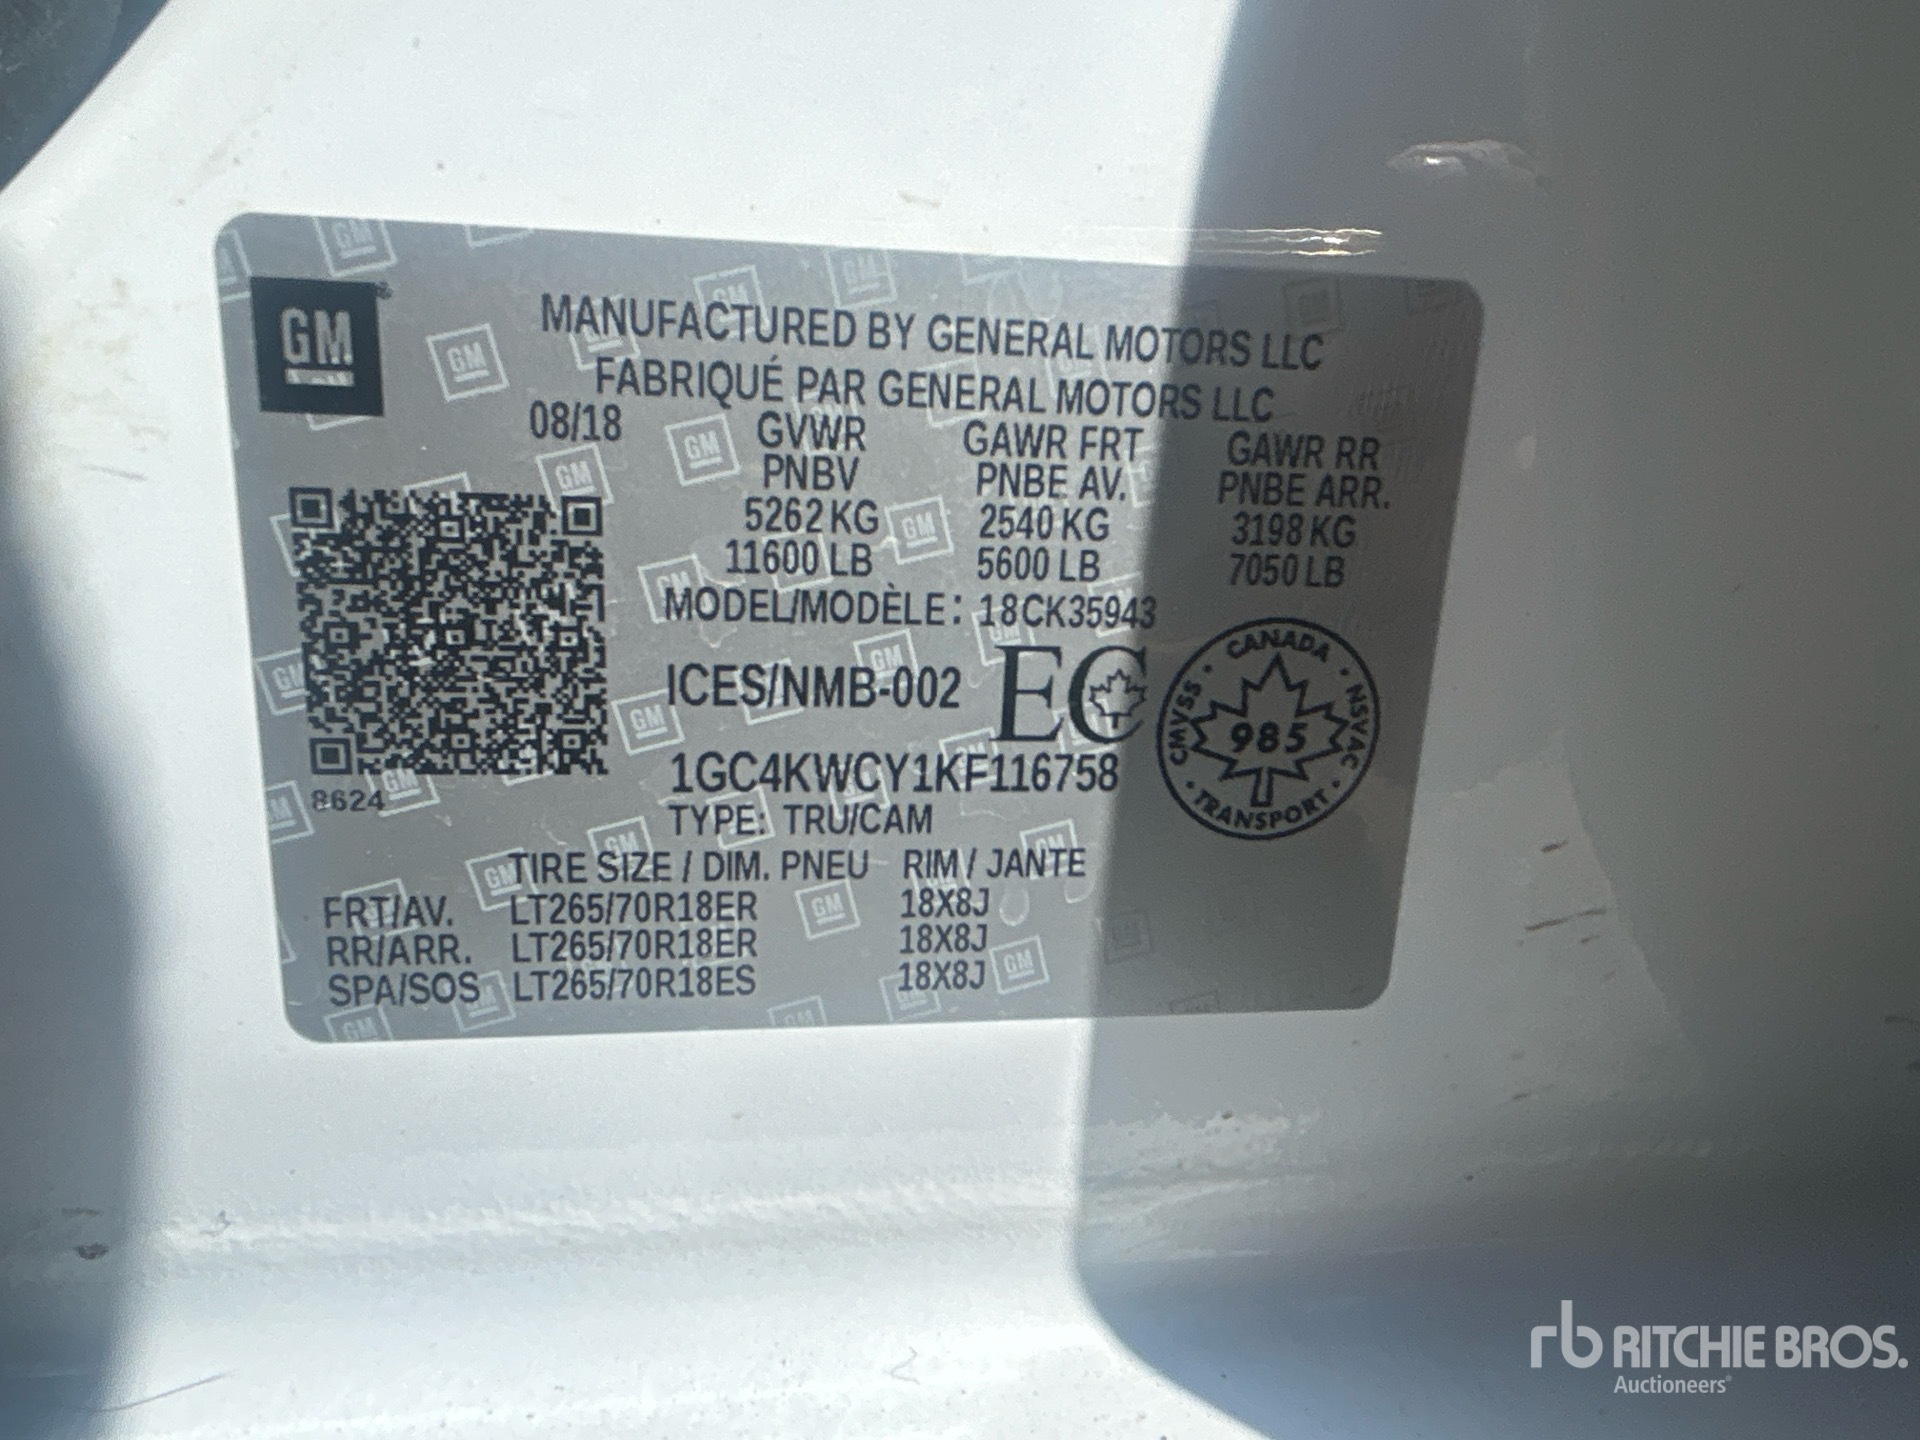 GM
MANUFACTURED BY GENERAL MOTORS LLC
FABRIQUÉ PAR GENERAL MOTORS LLC
08/18 GVWR GAWR FRT GAWR RR
PNBV PNBE AV. PNBE ARR.
5262 KG 2540 KG 3198 KG
11600 LB 5600 LB 7050 LB
MODEL/MODÈLE: 18CK35943
ICES/NMB-002 EC
CANADA
CMVSS 985 NSVAC
TRANSPORT
1GC4KWCY1KF116758
8624
TYPE: TRU/CAM
TIRE SIZE / DIM. PNEU RIM / JANTE
FRT/AV. LT265/70R18ER 18X8J
RR/ARR. LT265/70R18ER 18X8J
SPA/SOS LT265/70R18ES 18X8J
rb RITCHIE BROS.
Auctioneers